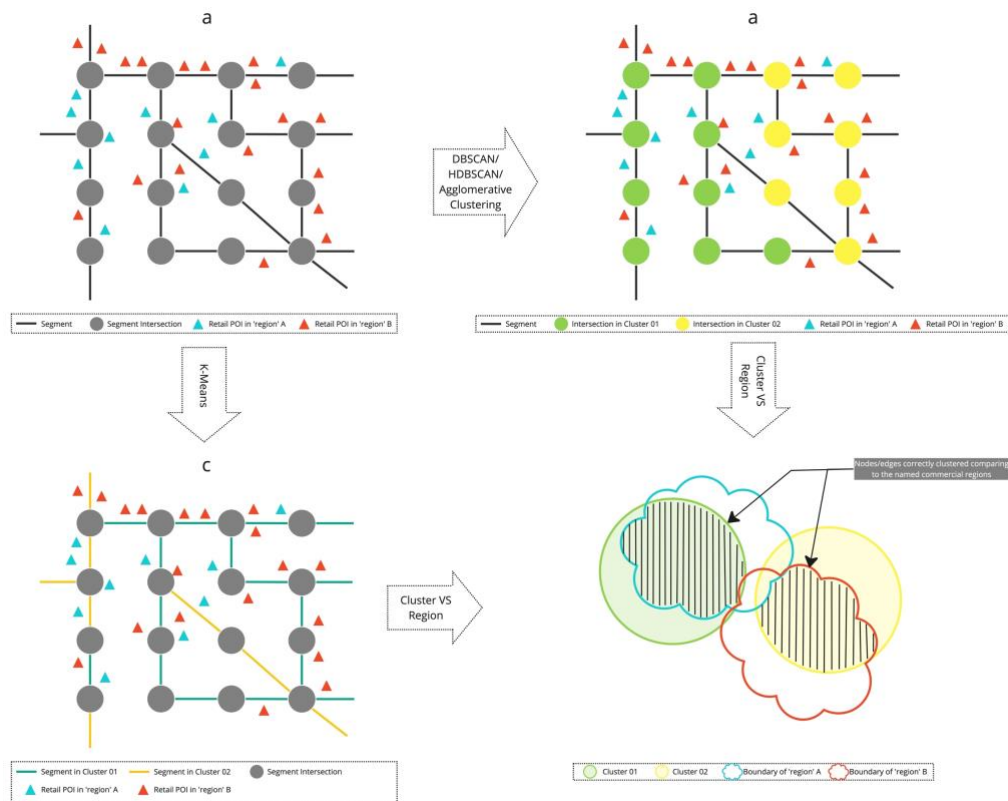 a
a
DBSCAN/
HDBSCAN/
Agglomerative
Clustering
Segment Segment Intersection Retail POI in 'region' A Retail POI in 'region' B
Segment Intersection in Cluster 01 Intersection in Cluster 02 Retail POI in 'region' A Retail POI in 'region' B
K-Means
Cluster VS
Region
c
Nodes/edges correctly clustered comparing
to the named commercial regions
Cluster VS
Region
Segment in Cluster 01 Segment in Cluster 02 Segment Intersection
Retail POI in 'region' A Retail POI in 'region' B
Cluster 01 Cluster 02 Boundary of 'region' A Boundary of 'region' B